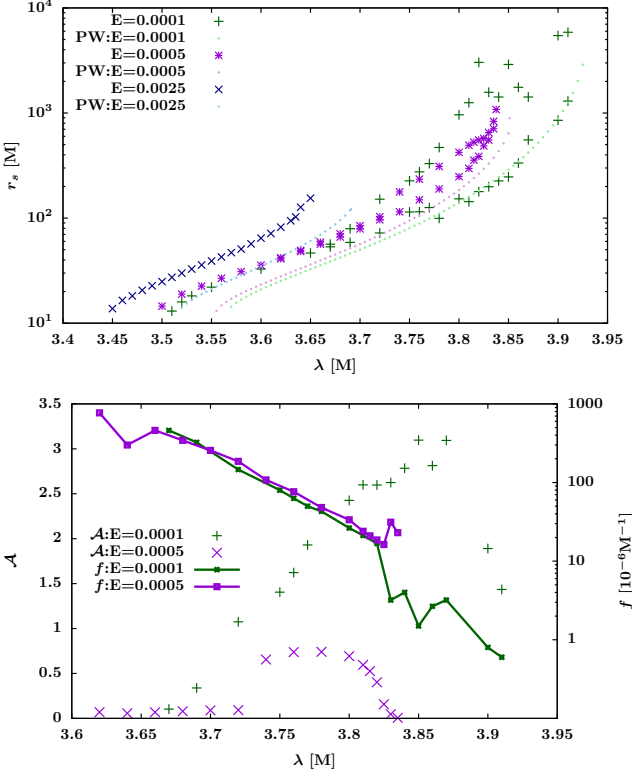 10⁴
10³
10² 
10¹
r_s [M]
E=0.0001
PW:E=0.0001
E=0.0005
PW:E=0.0005
E=0.0025
PW:E=0.0025
3.4 3.45 3.5 3.55 3.6 3.65 3.7 3.75 3.8 3.85 3.9 3.95
λ [M]
3.5
3
2.5
2
1.5
1
0.5
0
𝒜
𝒜:E=0.0001
𝒜:E=0.0005
f:E=0.0001
f:E=0.0005
1000
100
10
1
f [10⁻⁶M⁻¹]
3.6 3.65 3.7 3.75 3.8 3.85 3.9 3.95
λ [M]